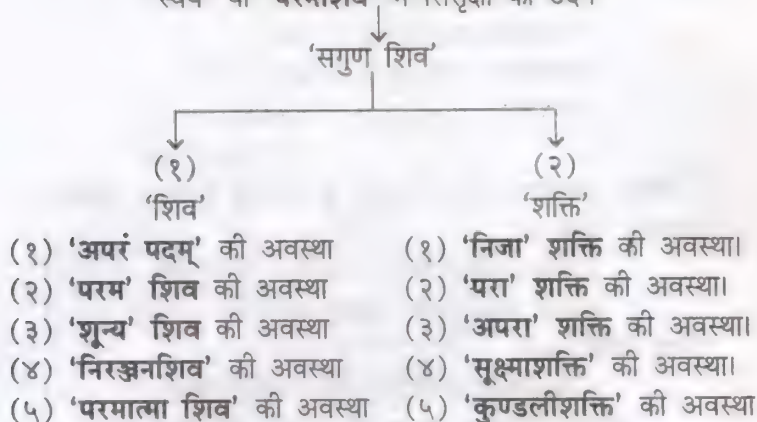 'सगुण शिव'
(१) (२)
'शिव' 'शक्ति'
(१) 'अपरं पदम्' की अवस्था (१) 'निजा' शक्ति की अवस्था।
(२) 'परम' शिव की अवस्था (२) 'परा' शक्ति की अवस्था।
(३) 'शून्य' शिव की अवस्था (३) 'अपरा' शक्ति की अवस्था।
(४) 'निरञ्जनशिव' की अवस्था (४) 'सूक्ष्माशक्ति' की अवस्था।
(५) 'परमात्मा शिव' की अवस्था (५) 'कुण्डलीशक्ति' की अवस्था